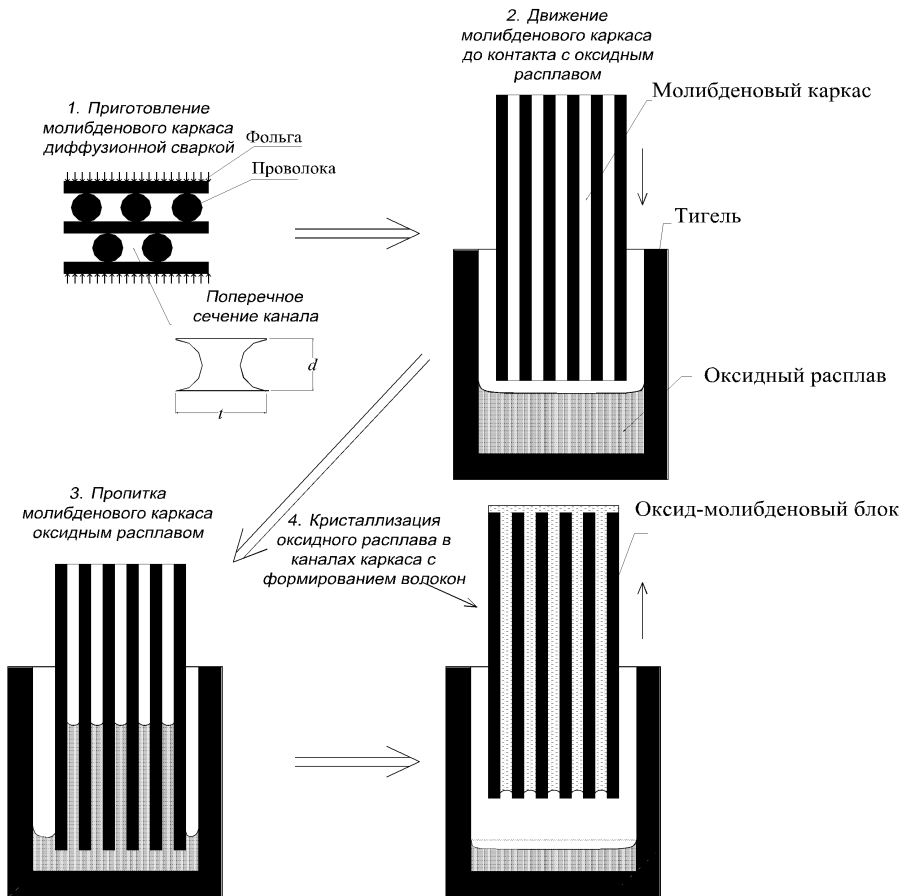 1. Приготовление
молибденового каркаса
диффузионной сваркой
Фольга
Проволока
Поперечное
сечение канала
d
t
2. Движение
молибденового каркаса
до контакта с оксидным
расплавом
Молибденовый каркас
Тигель
Оксидный расплав
3. Пропитка
молибденового каркаса
оксидным расплавом
4. Кристаллизация
оксидного расплава в
каналах каркаса с
формированием волокон
Оксид-молибденовый блок